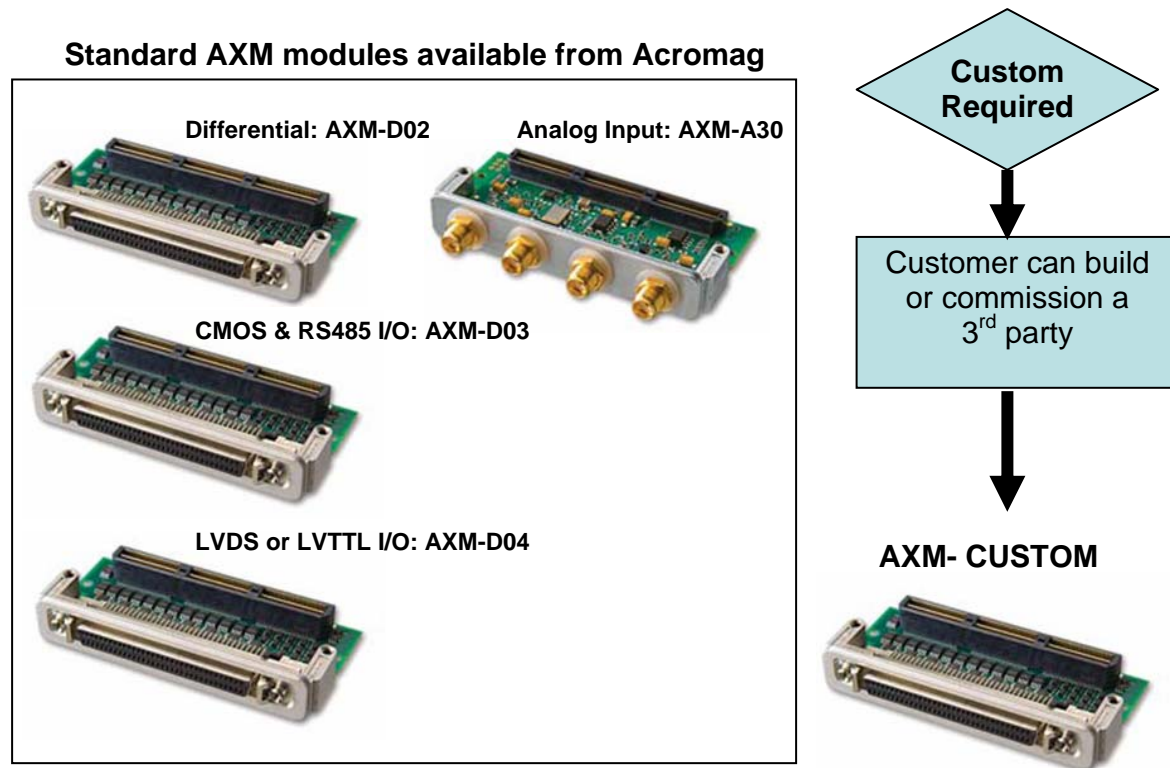 Standard AXM modules available from Acromag
Differential: AXM-D02
Analog Input: AXM-A30
CMOS & RS485 I/O: AXM-D03
LVDS or LVTTL I/O: AXM-D04
Custom
Required
Customer can build
or commission a
3rd party
AXM- CUSTOM